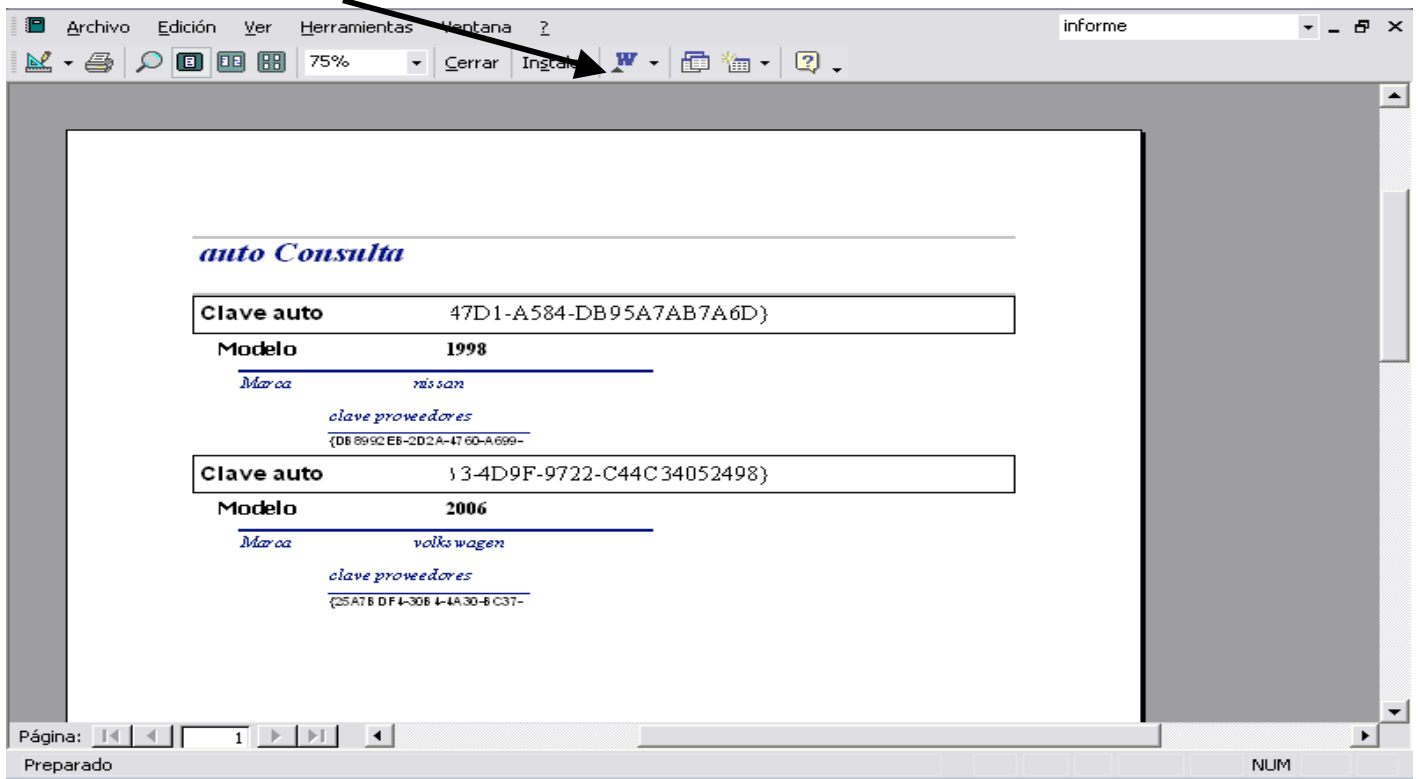 Archivo Edición Ver Herramientas Ventana ? informe
75% Cerrar W
auto Consulta
Clave auto 47D1-A584-DB95A7AB7A6D}
Modelo 1998
Marca nissan
clave proveedores
{DB8992EB-2D2A-4760-A699-
Clave auto 3-4D9F-9722-C44C34052498}
Modelo 2006
Marca volkswagen
clave proveedores
{25A7BDF4-30B4-4A30-BC37-
Página: 1
Preparado NUM